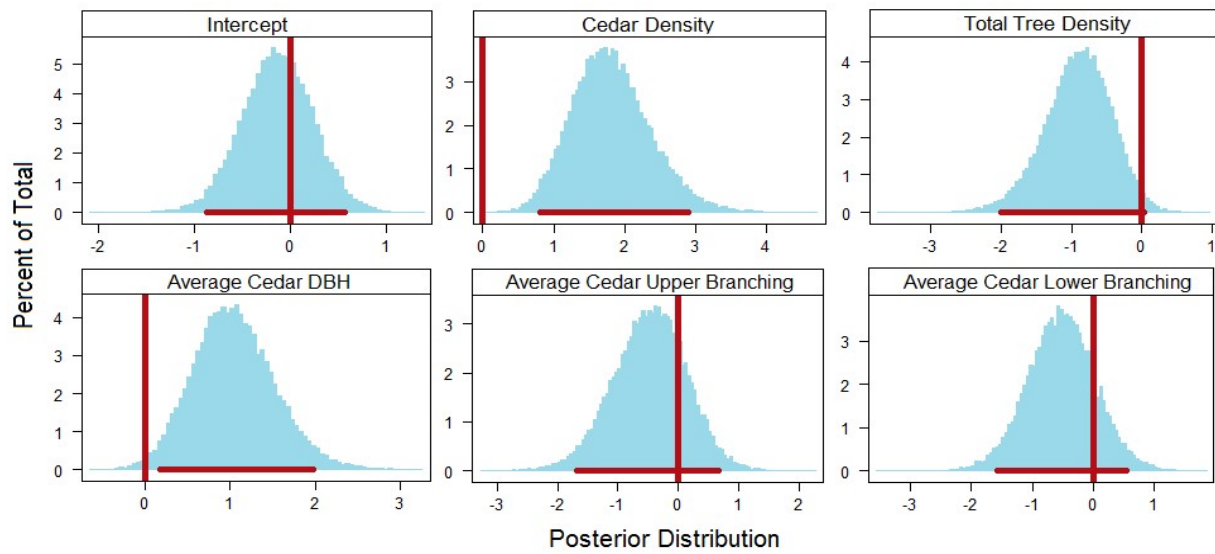 Intercept
Cedar Density
Total Tree Density
5
4
3
2
1
0
3
2
1
0
4
3
2
1
0
-2 -1 0 1
0 1 2 3 4
-3 -2 -1 0 1
Percent of Total
Average Cedar DBH
Average Cedar Upper Branching
Average Cedar Lower Branching
4
3
2
1
0
3
2
1
0
3
2
1
0
0 1 2 3
-3 -2 -1 0 1 2
-3 -2 -1 0 1
Posterior Distribution